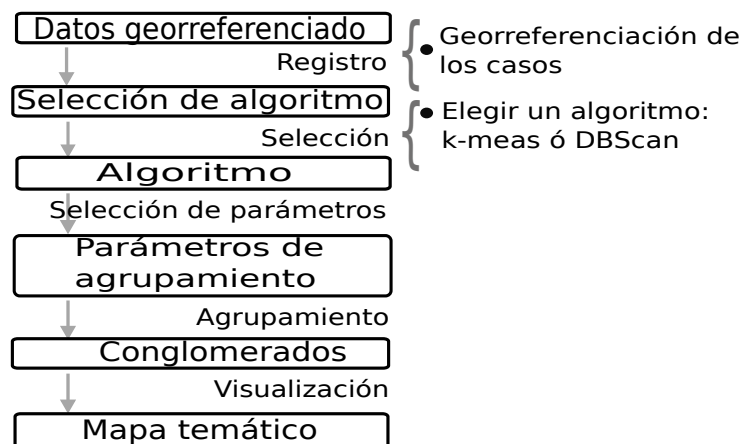 Datos georreferenciado
Registro
Georreferenciación de
los casos
Selección de algoritmo
Selección
Elegir un algoritmo:
k-meas ó DBScan
Algoritmo
Selección de parámetros
Parámetros de
agrupamiento
Agrupamiento
Conglomerados
Visualización
Mapa temático